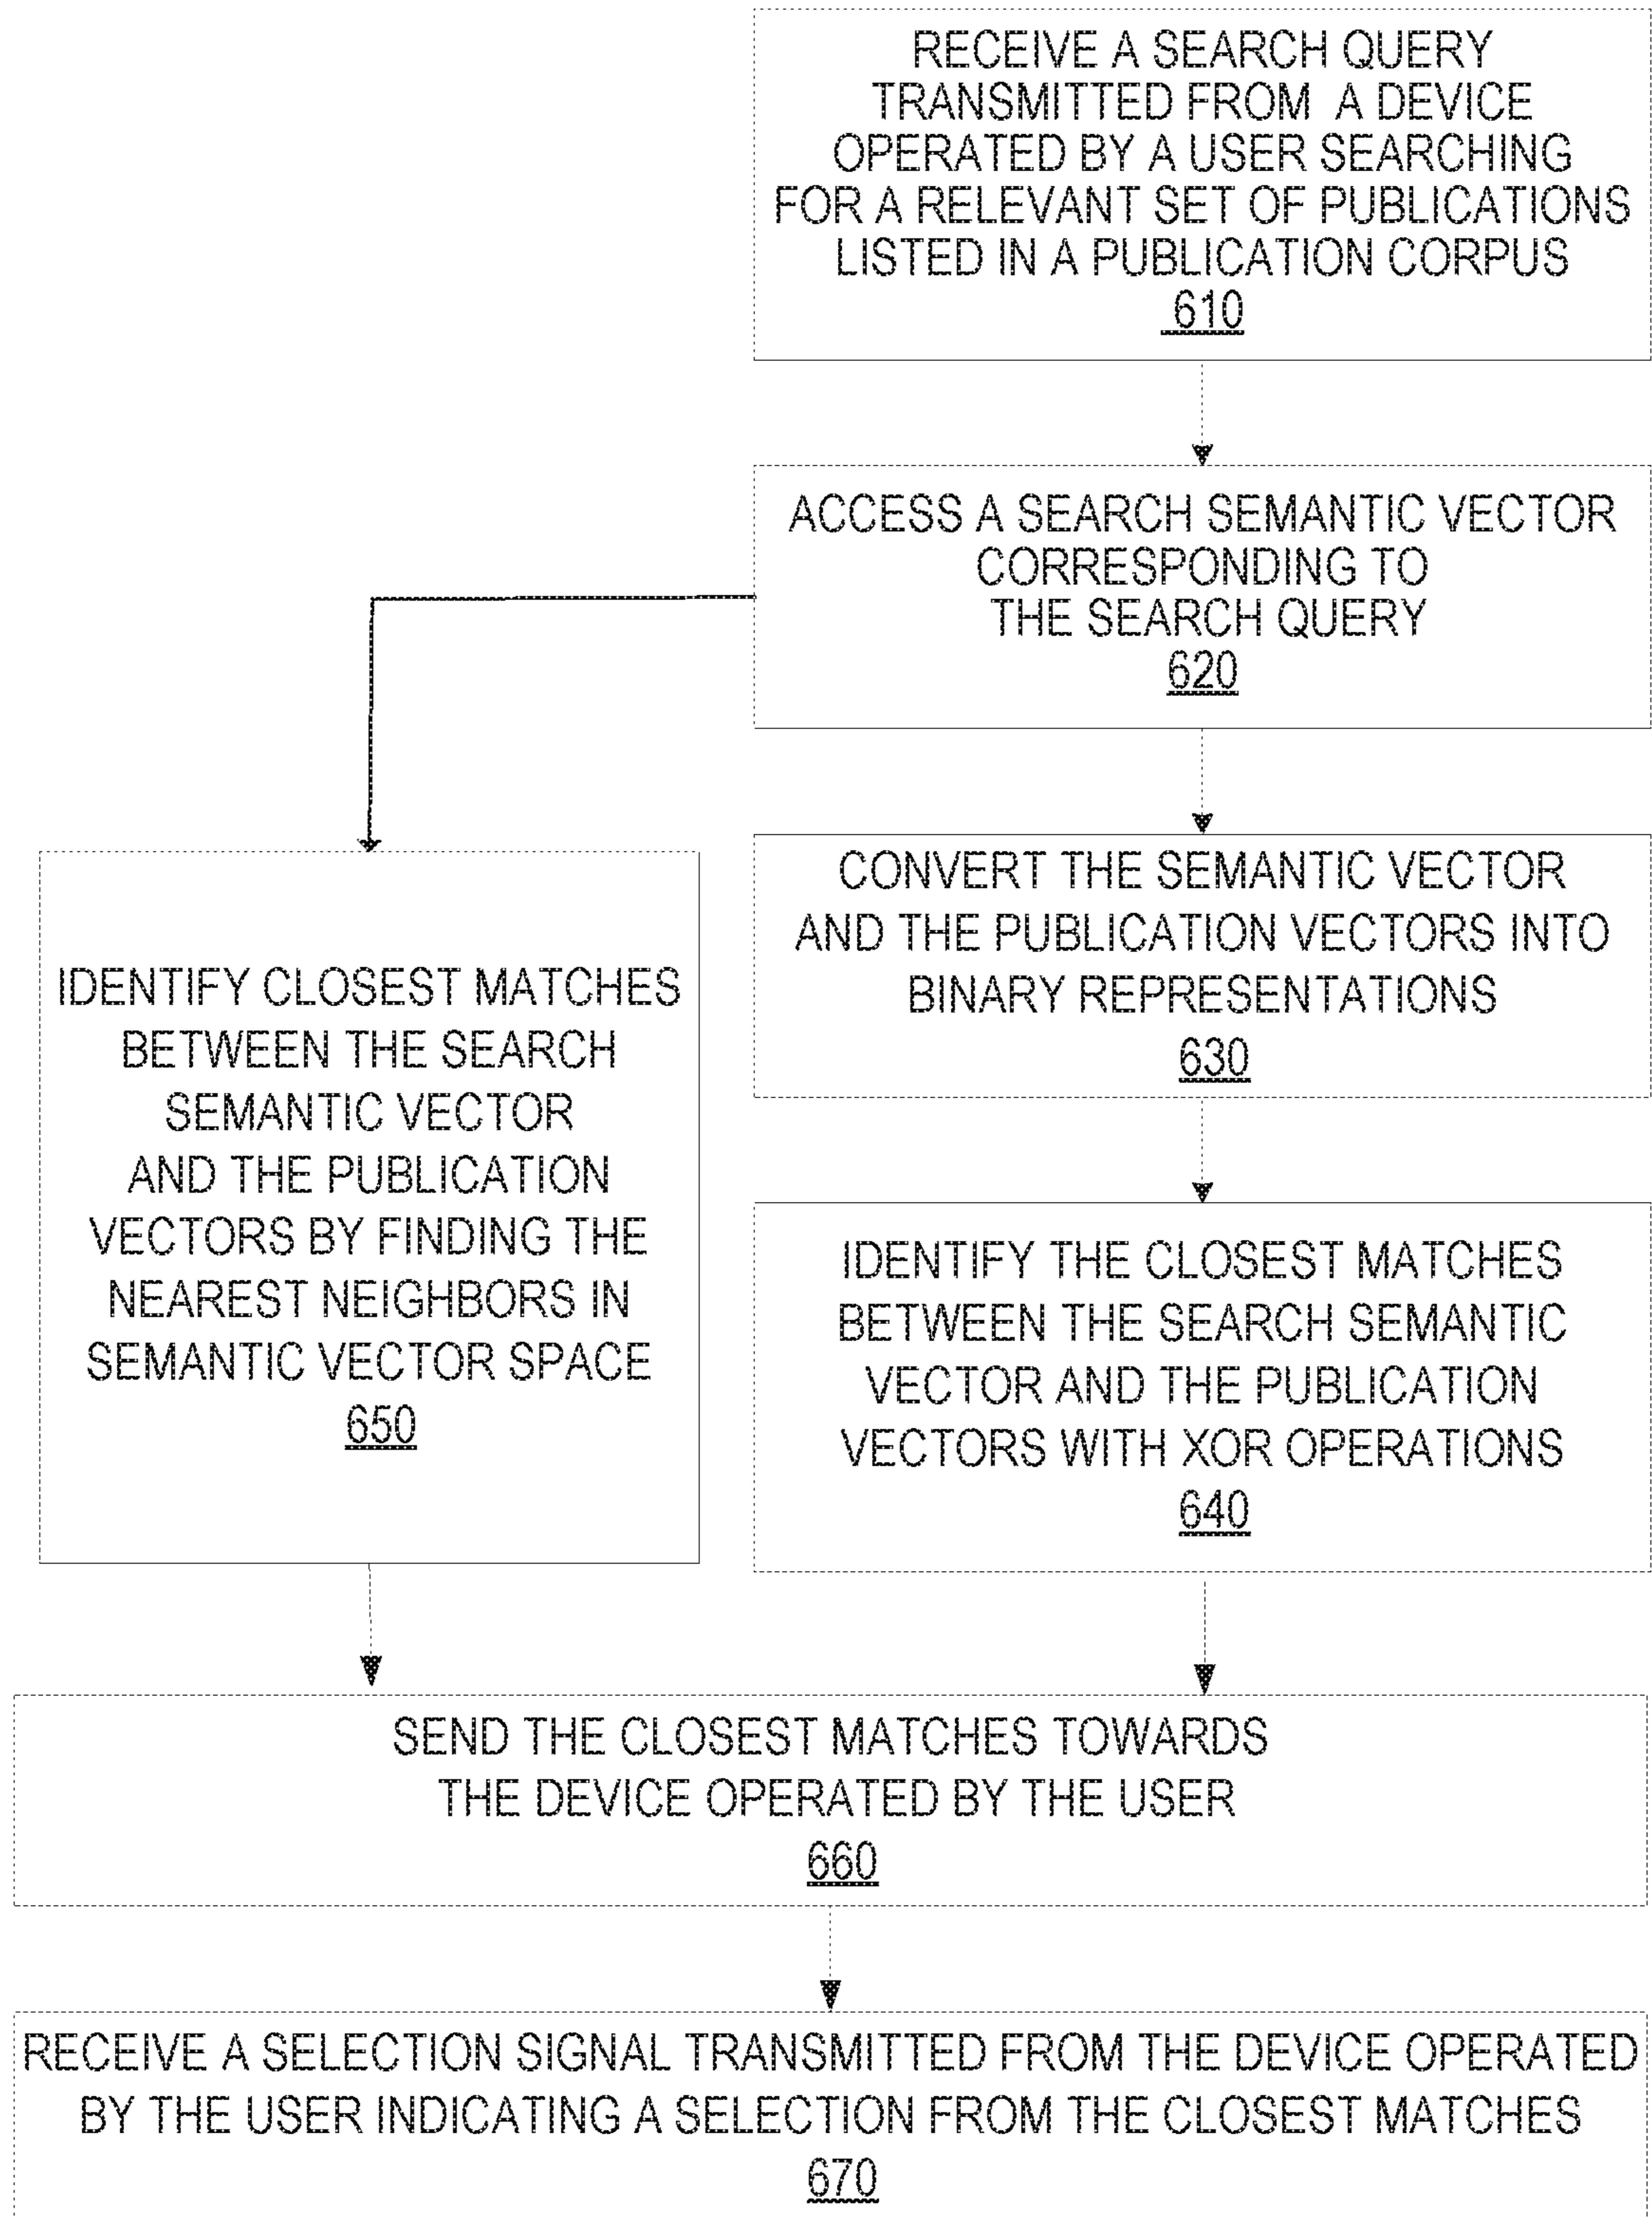 RECEIVE A SEARCH QUERY
TRANSMITTED FROM A DEVICE
OPERATED BY A USER SEARCHING
FOR A RELEVANT SET OF PUBLICATIONS
LISTED IN A PUBLICATION CORPUS
610
ACCESS A SEARCH SEMANTIC VECTOR
CORRESPONDING TO
THE SEARCH QUERY
620
CONVERT THE SEMANTIC VECTOR
AND THE PUBLICATION VECTORS INTO
BINARY REPRESENTATIONS
630
IDENTIFY THE CLOSEST MATCHES
BETWEEN THE SEARCH SEMANTIC
VECTOR AND THE PUBLICATION
VECTORS WITH XOR OPERATIONS
640
IDENTIFY CLOSEST MATCHES
BETWEEN THE SEARCH
SEMANTIC VECTOR
AND THE PUBLICATION
VECTORS BY FINDING THE
NEAREST NEIGHBORS IN
SEMANTIC VECTOR SPACE
650
SEND THE CLOSEST MATCHES TOWARDS
THE DEVICE OPERATED BY THE USER
660
RECEIVE A SELECTION SIGNAL TRANSMITTED FROM THE DEVICE OPERATED
BY THE USER INDICATING A SELECTION FROM THE CLOSEST MATCHES
670